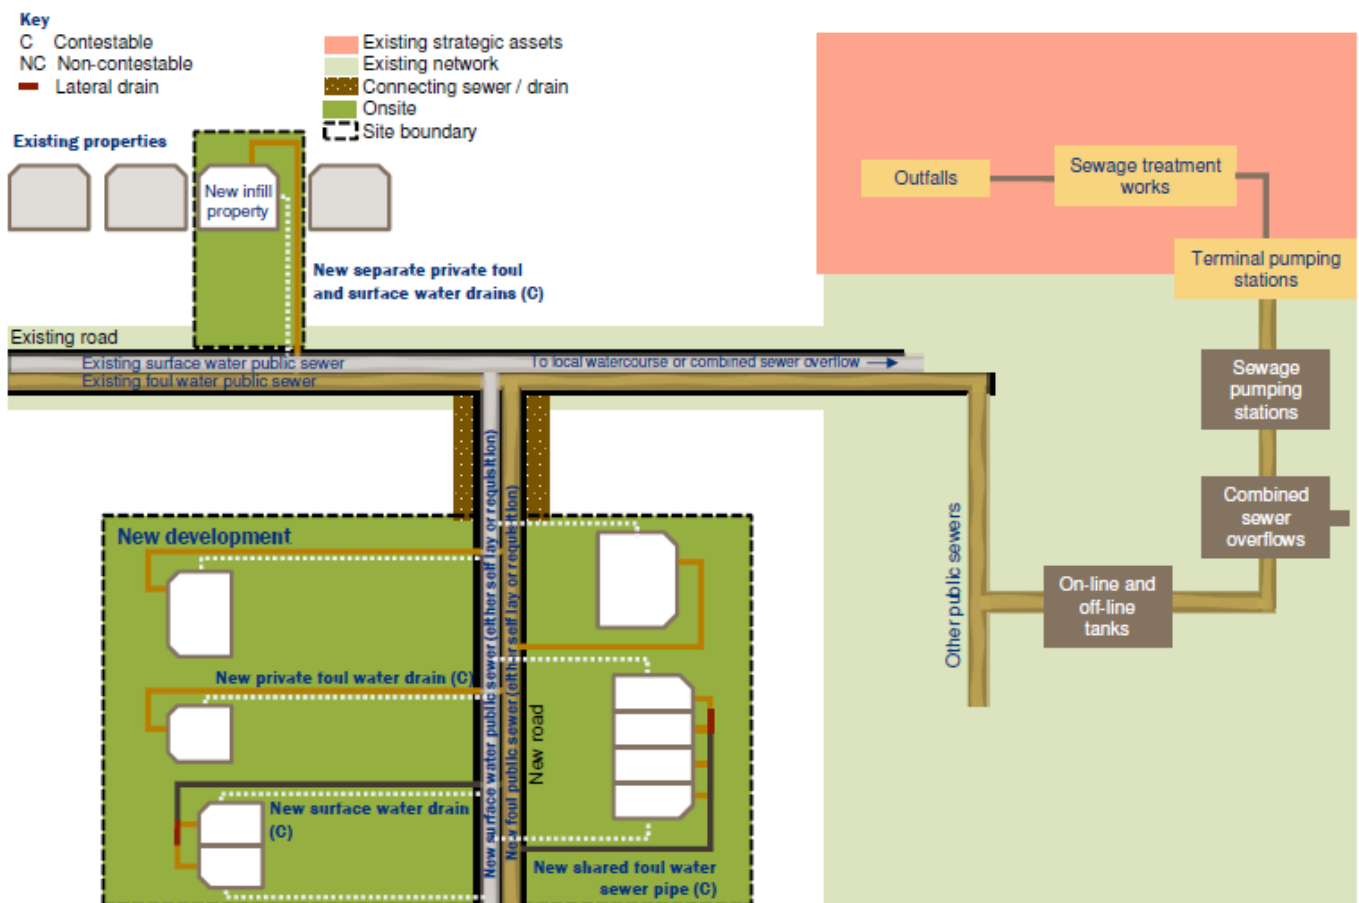 Key
C Contestable
NC Non-contestable
Lateral drain
Existing strategic assets
Existing network
Connecting sewer / drain
Onsite
Site boundary
Existing properties
New infill
property
New separate private foul
and surface water drains (C)
Outfalls
Sewage treatment
works
Terminal pumping
stations
Existing road
Existing surface water public sewer
To local watercourse or combined sewer overflow
Existing foul water public sewer
Sewage
pumping
stations
Combined
sewer
overflows
On-line and
off-line
tanks
Other public sewers
New development
New surface water public sewer (either self lay or requisition)
New foul public sewer (either self lay or requisition)
New road
New private foul water drain (C)
New surface water drain
(C)
New shared foul water
sewer pipe (C)